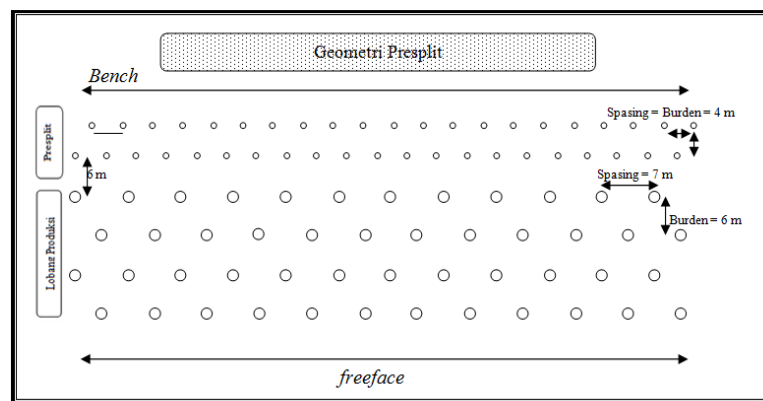 Geometri Presplit
Bench
Presplit
Spasing = Burden = 4 m
6 m
Spasing = 7 m
Lobang Produksi
Burden = 6 m
freeface